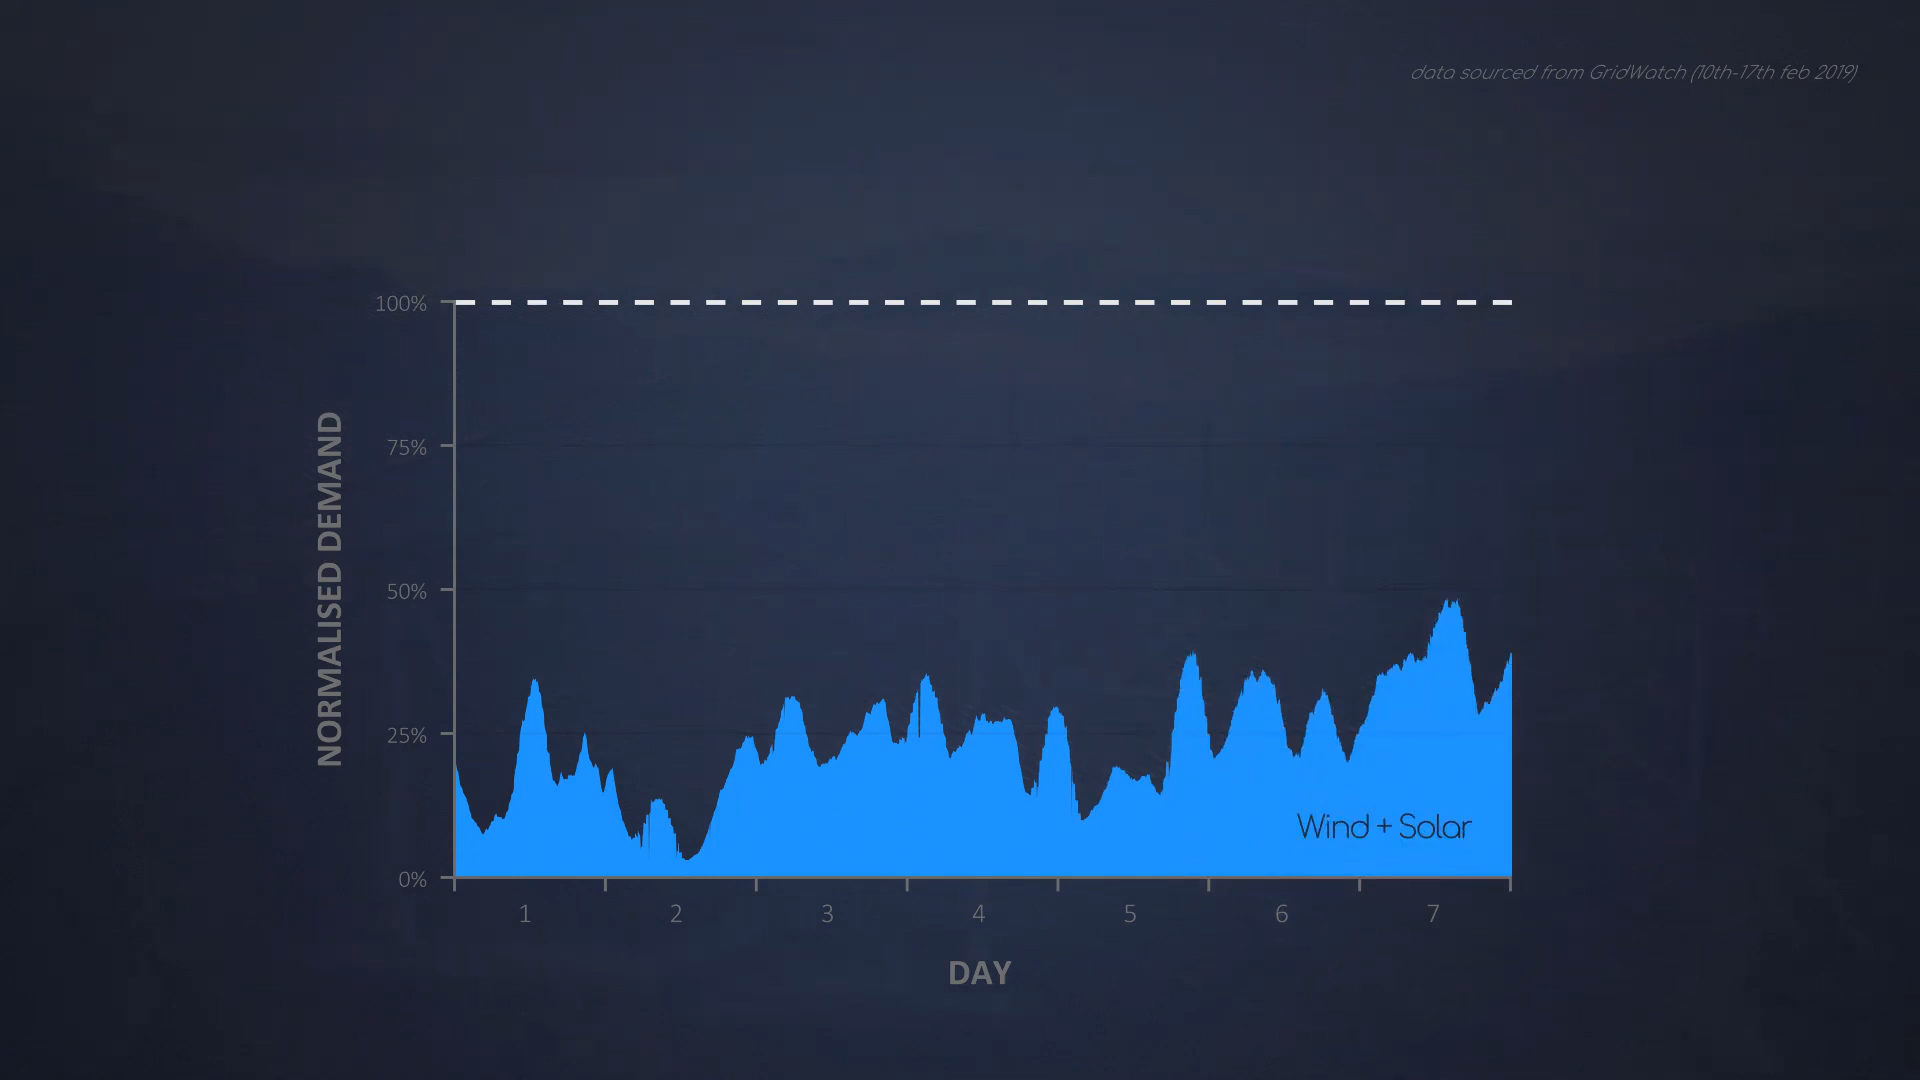 data sourced from GridWatch (10th-17th feb 2019)
100%
75%
50%
25%
0%
NORMALISED DEMAND
Wind + Solar
1 2 3 4 5 6 7
DAY